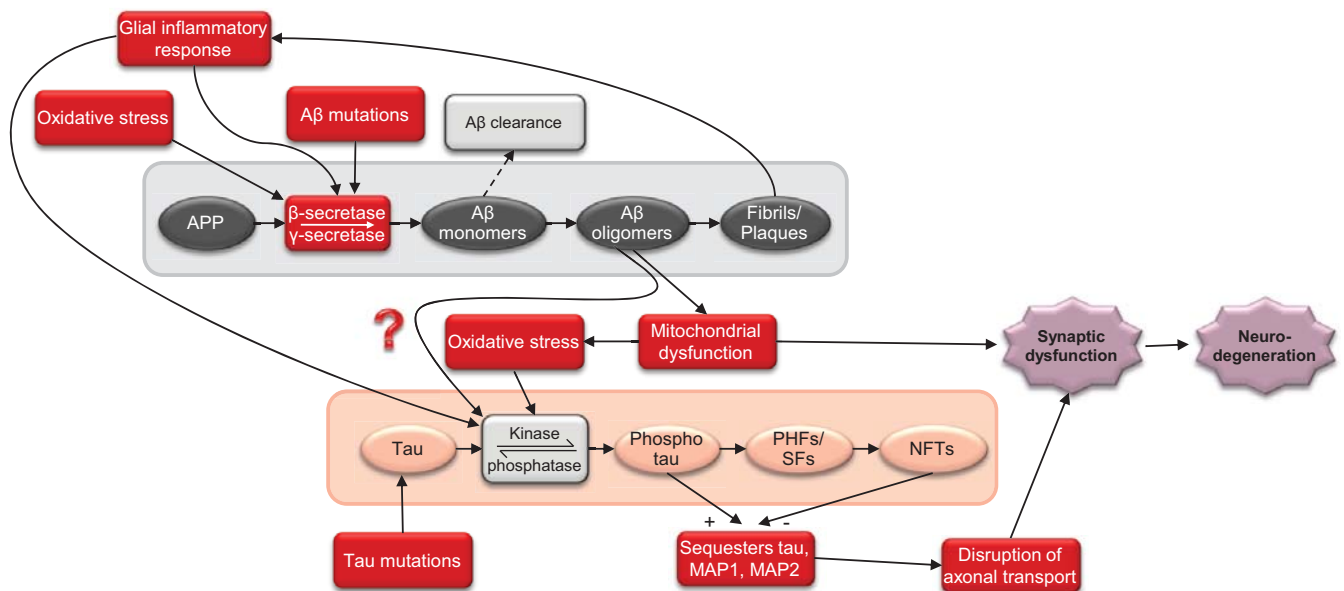 Glial inflammatory
response
Oxidative stress
Aβ mutations
Aβ clearance
APP
β-secretase
γ-secretase
Aβ
monomers
Aβ
oligomers
Fibrils/
Plaques
?
Oxidative stress
Mitochondrial
dysfunction
Synaptic
dysfunction
Neuro-
degeneration
Tau
Kinase
phosphatase
Phospho
tau
PHFs/
SFs
NFTs
+
-
Tau mutations
Sequesters tau,
MAP1, MAP2
Disruption of
axonal transport